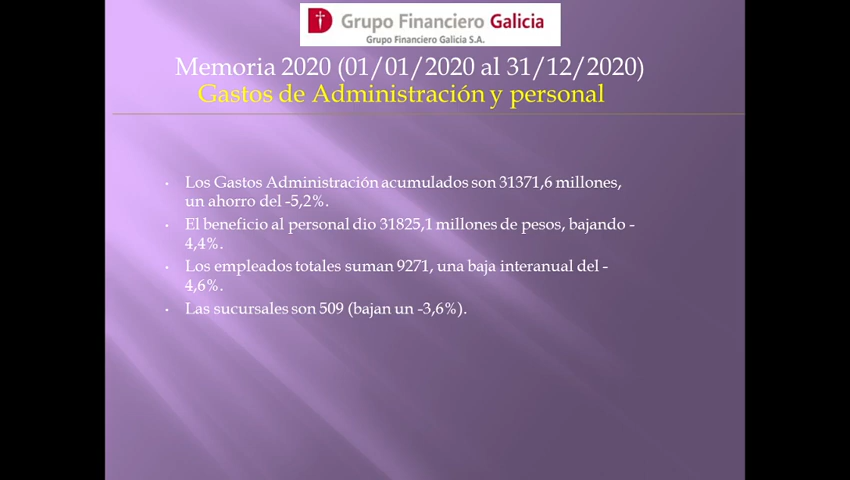 Grupo Financiero Galicia
Grupo Financiero Galicia S.A.
Memoria 2020 (01/01/2020 al 31/12/2020)
Gastos de Administración y personal
• Los Gastos Administración acumulados son 31371,6 millones,
un ahorro del -5,2%.
• El beneficio al personal dio 31825,1 millones de pesos, bajando -
4,4%.
• Los empleados totales suman 9271, una baja interanual del -
4,6%.
• Las sucursales son 509 (bajan un -3,6%).